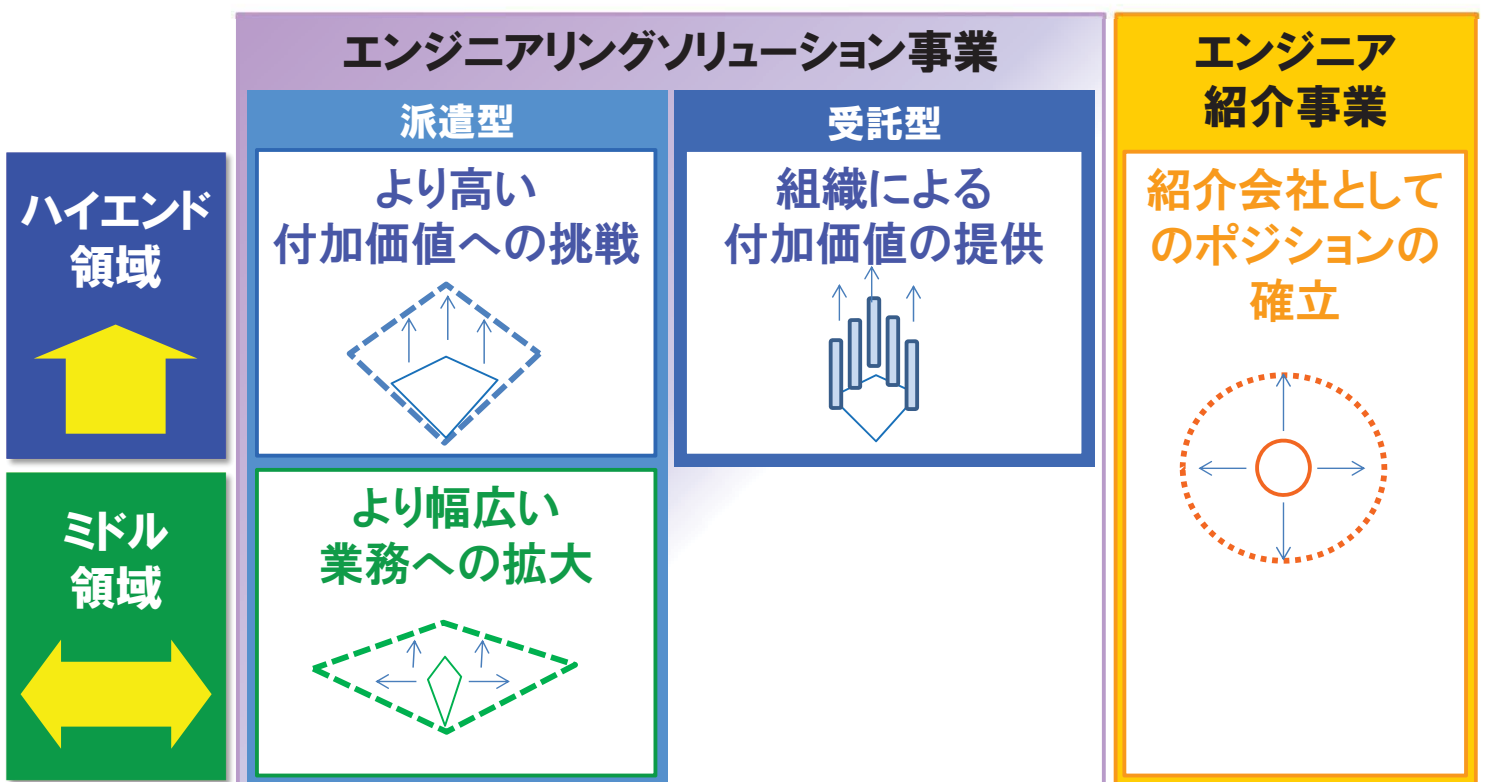 エンジニアリングソリューション事業
エンジニア
紹介事業
派遣型
受託型
ハイエンド
領域
より高い
付加価値への挑戦
組織による
付加価値の提供
紹介会社として
のポジションの
確立
ミドル
領域
より幅広い
業務への拡大